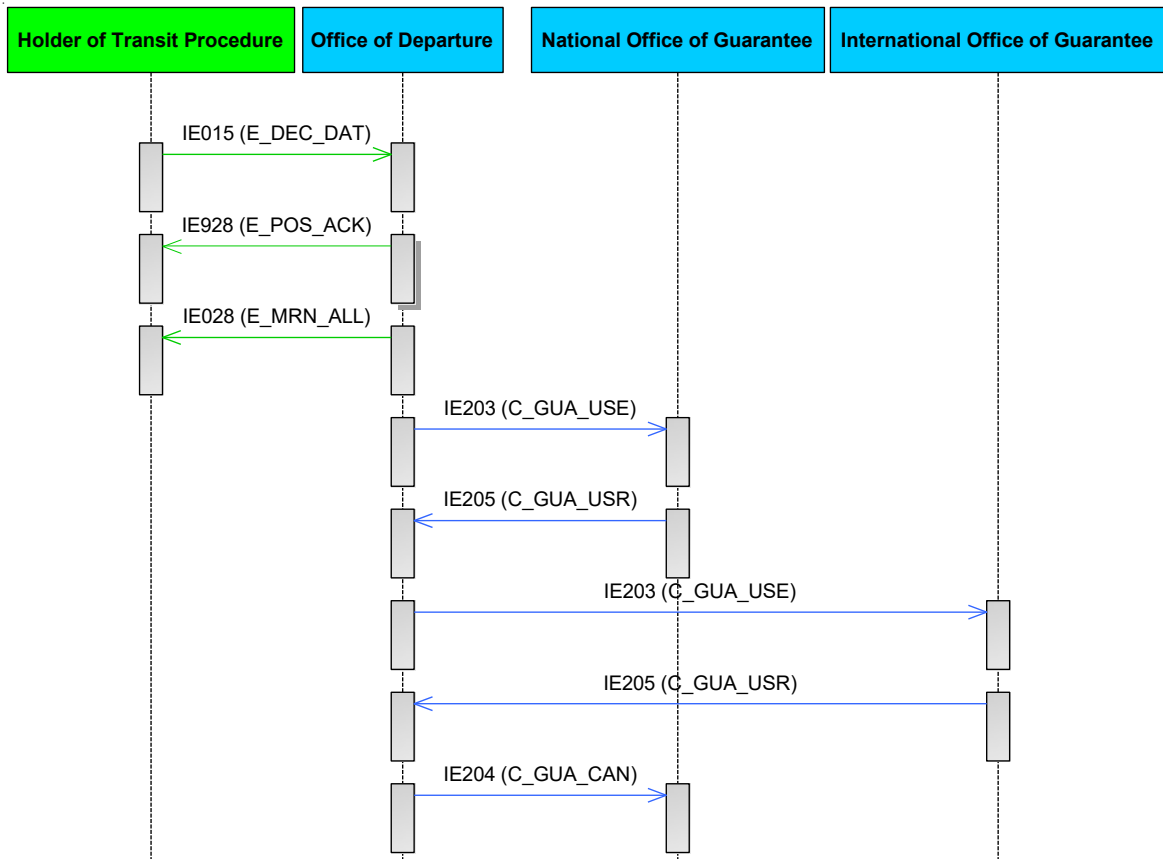 Holder of Transit Procedure
Office of Departure
National Office of Guarantee
International Office of Guarantee
IE015 (E_DEC_DAT)
IE928 (E_POS_ACK)
IE028 (E_MRN_ALL)
IE203 (C_GUA_USE)
IE205 (C_GUA_USR)
IE203 (C_GUA_USE)
IE205 (C_GUA_USR)
IE204 (C_GUA_CAN)